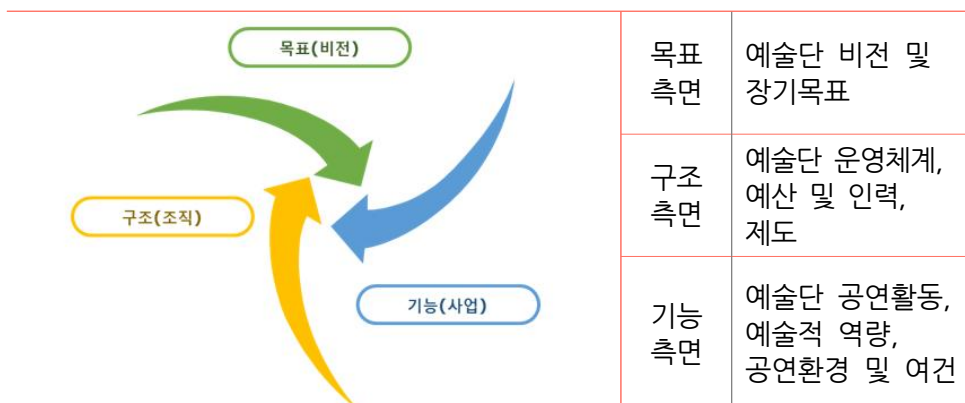 목표(비전)
구조(조직)
기능(사업)
목표
측면
예술단 비전 및
장기목표
구조
측면
예술단 운영체계,
예산 및 인력,
제도
기능
측면
예술단 공연활동,
예술적 역량,
공연환경 및 여건